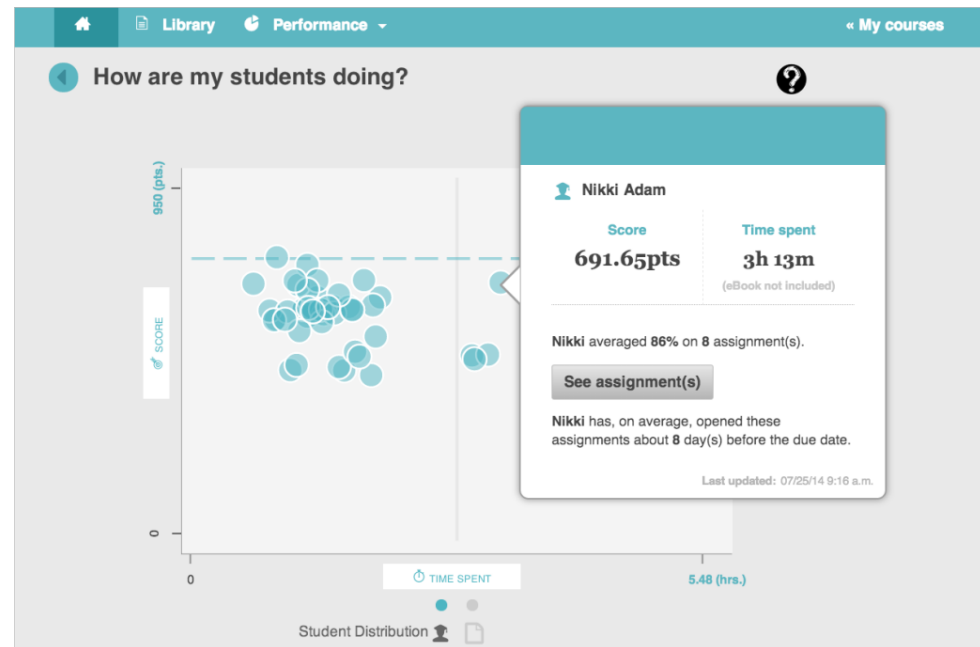 Library Performance « My courses
How are my students doing?
?
950 (pts.)
SCORE
0
0
TIME SPENT
5.48 (hrs.)
Student Distribution
Nikki Adam
Score Time spent
691.65pts 3h 13m
(eBook not included)
Nikki averaged 86% on 8 assignment(s).
See assignment(s)
Nikki has, on average, opened these
assignments about 8 day(s) before the due date.
Last updated: 07/25/14 9:16 a.m.